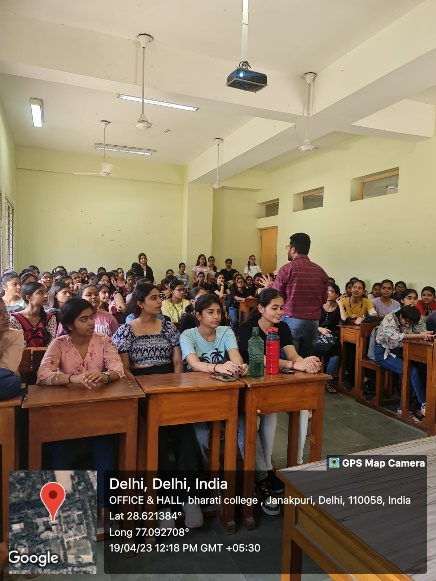 GPS Map Camera
Delhi, Delhi, India
OFFICE & HALL, bharati college , Janakpuri, Delhi, 110058, India
Lat 28.621384°
Long 77.092708°
19/04/23 12:18 PM GMT +05:30
Google